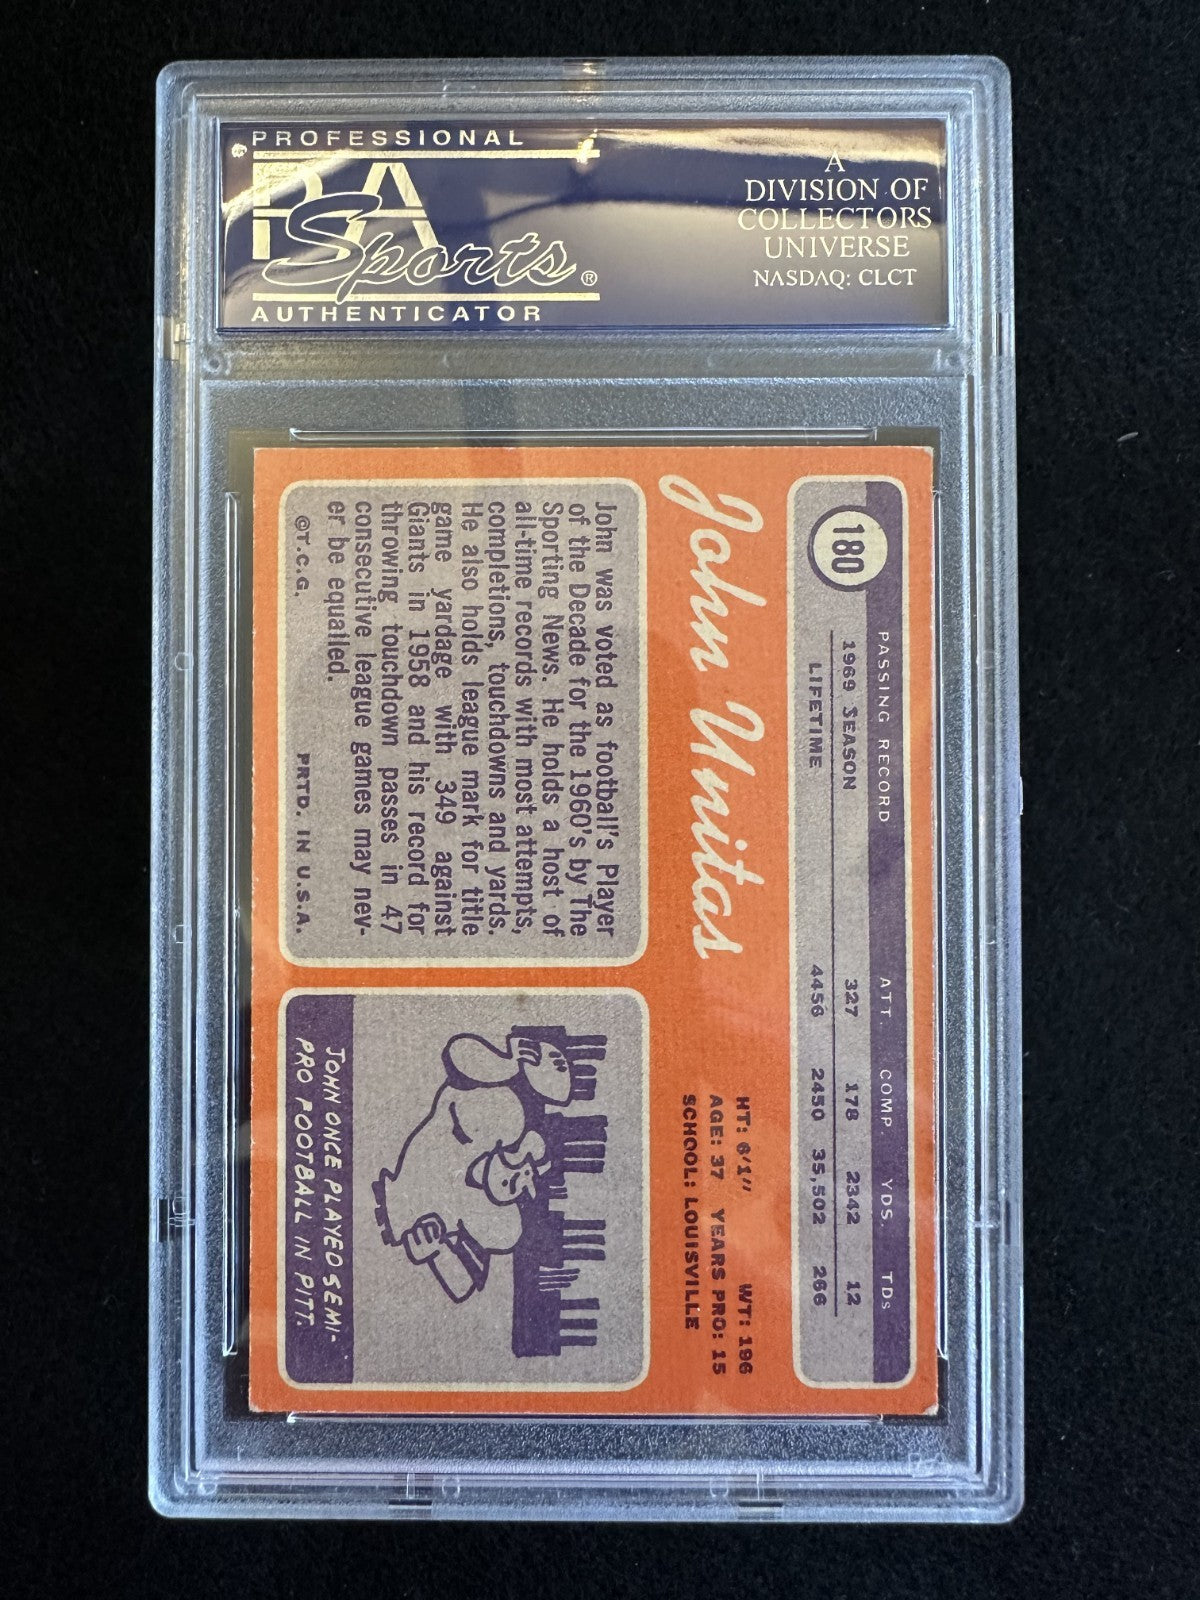 PROFESSIONAL
PSA
Sports®
AUTHENTICATOR
A
DIVISION OF
COLLECTORS
UNIVERSE
NASDAQ: CLCT
180
PASSING RECORD ATT. COMP. YDS. TDs
1969 SEASON 327 178 2342 12
LIFETIME 4456 2450 35,502 266
John Unitas
HT: 6'1" WT: 196
AGE: 37 YEARS PRO: 15
SCHOOL: LOUISVILLE
John was voted as football's Player
of the Decade for the 1960's by The
Sporting News. He holds a host of
all-time records with most attempts,
completions, touchdowns and yards.
He also holds league mark for title
game yardage with 349 against
Giants in 1958 and his record for
throwing touchdown passes in 47
consecutive league games may nev-
er be equalled.
©T.C.G. PRTD. IN U.S.A.
JOHN ONCE PLAYED SEMI-
PRO FOOTBALL IN PITT.